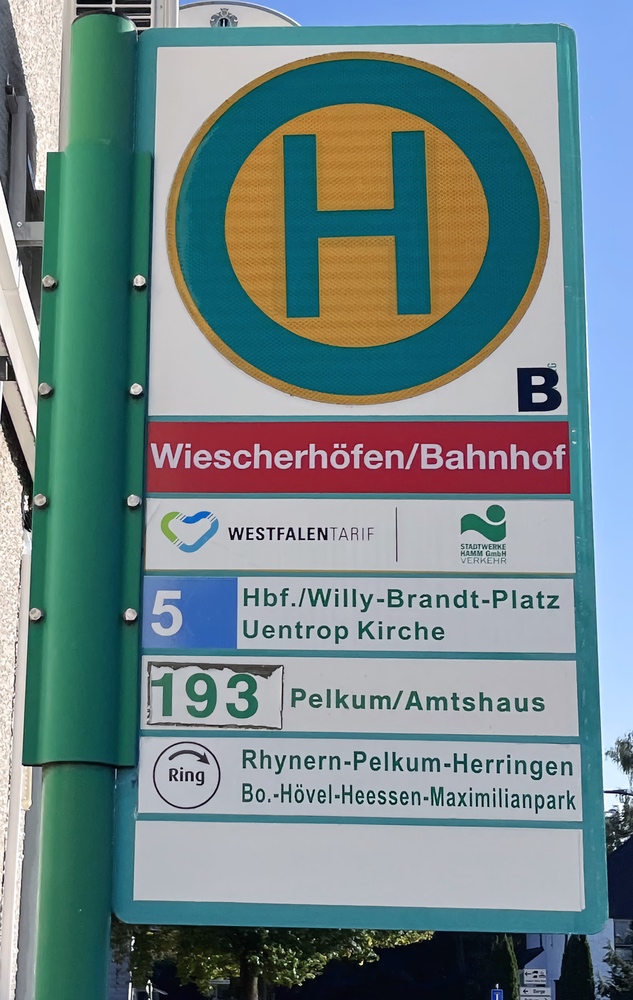 H
B
Wiescherhöfen/Bahnhof
WESTFALENTARIF
STADTWERKE
HAMM GmbH
VERKEHR
5
Hbf./Willy-Brandt-Platz
Uentrop Kirche
193
Pelkum/Amtshaus
Ring
Rhynern-Pelkum-Herringen
Bo.-Hövel-Heessen-Maximilianpark